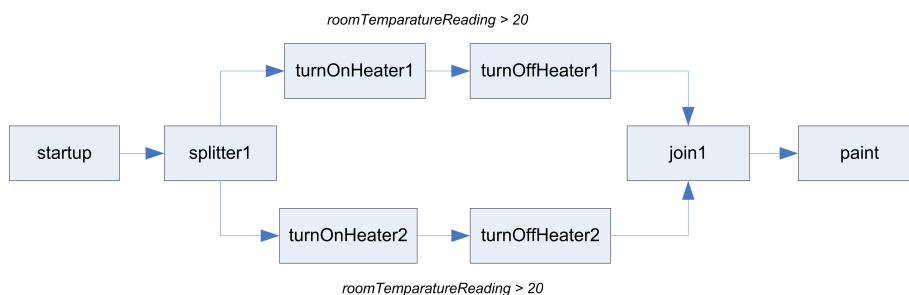 roomTemparatureReading > 20
turnOnHeater1
turnOffHeater1
startup
splitter1
join1
paint
turnOnHeater2
turnOffHeater2
roomTemparatureReading > 20